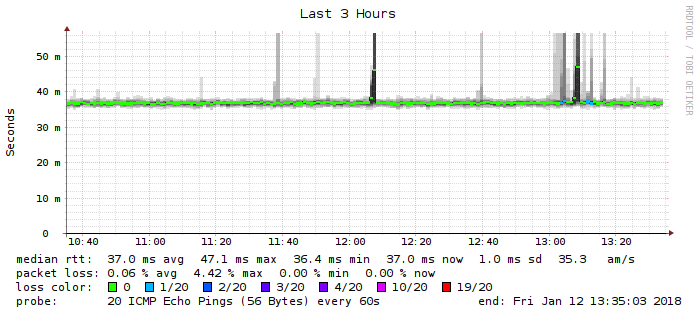 Last 3 Hours
RRDTOOL / TOBI OETIKER
Seconds
50 m
40 m
30 m
20 m
10 m
0
10:40 11:00 11:20 11:40 12:00 12:20 12:40 13:00 13:20
median rtt: 37.0 ms avg 47.1 ms max 36.4 ms min 37.0 ms now 1.0 ms sd 35.3 am/s
packet loss: 0.06 % avg 4.42 % max 0.00 % min 0.00 % now
loss color: 0 1/20 2/20 3/20 4/20 10/20 19/20
probe: 20 ICMP Echo Pings (56 Bytes) every 60s end: Fri Jan 12 13:35:03 2018